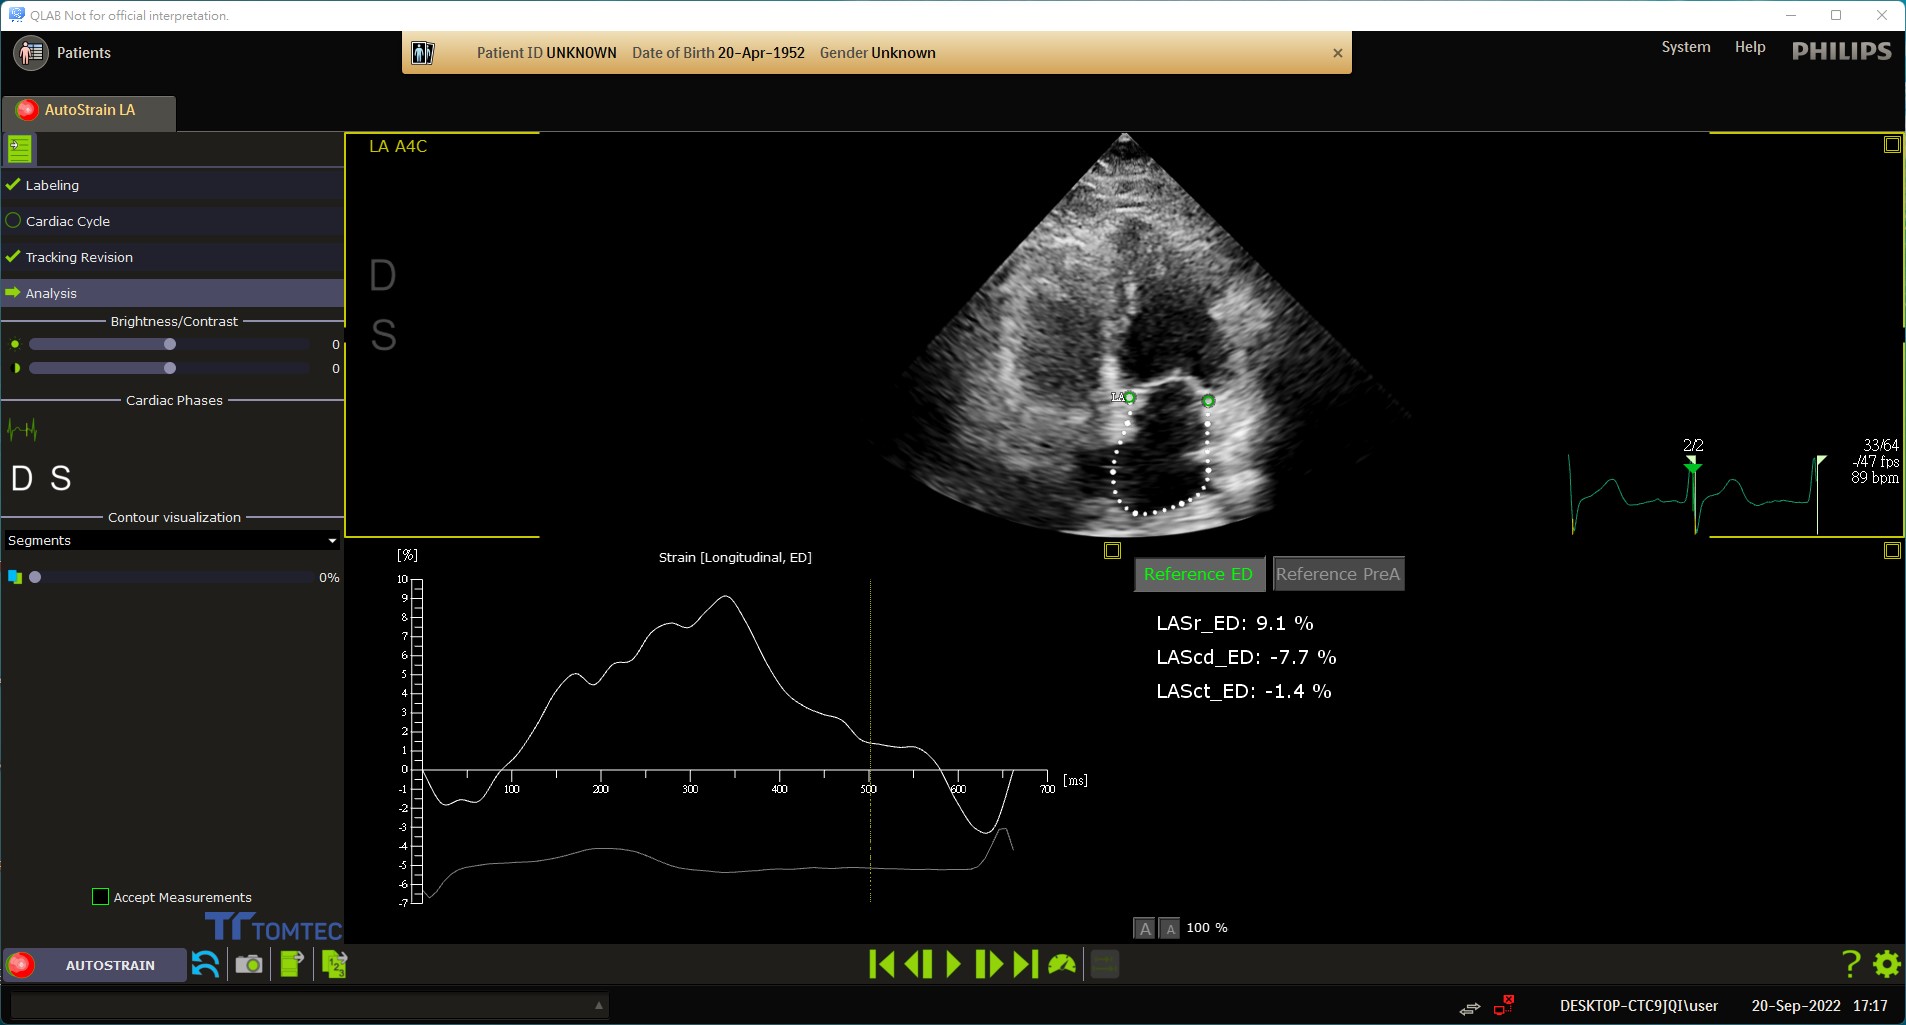 QLAB Not for official interpretation.
Patients
Patient ID UNKNOWN Date of Birth 20-Apr-1952 Gender Unknown
System Help PHILIPS
AutoStrain LA
Labeling
Cardiac Cycle
Tracking Revision
Analysis
Brightness/Contrast
0
0
Cardiac Phases
D S
Contour visualization
Segments
0%
Accept Measurements
TOMTEC
AUTOSTRAIN
LA A4C
D
S
LA
2/2
33/64
-/47 fps
89 bpm
[%]
Strain [Longitudinal, ED]
10
9
8
7
6
5
4
3
2
1
0
-1
-2
-3
-4
-5
-6
-7
100 200 300 400 500 600 700 [ms]
Reference ED Reference PreA
LASr_ED: 9.1 %
LAScd_ED: -7.7 %
LASct_ED: -1.4 %
A A 100 %
1 2 3
?
DESKTOP-CTC9JQI\user 20-Sep-2022 17:17